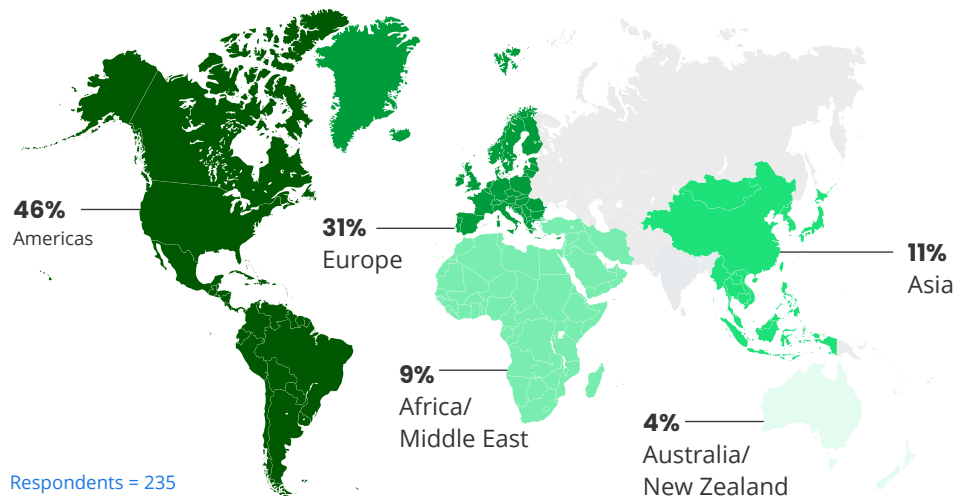 46%
Americas
31%
Europe
11%
Asia
9%
Africa/
Middle East
4%
Australia/
New Zealand
Respondents = 235